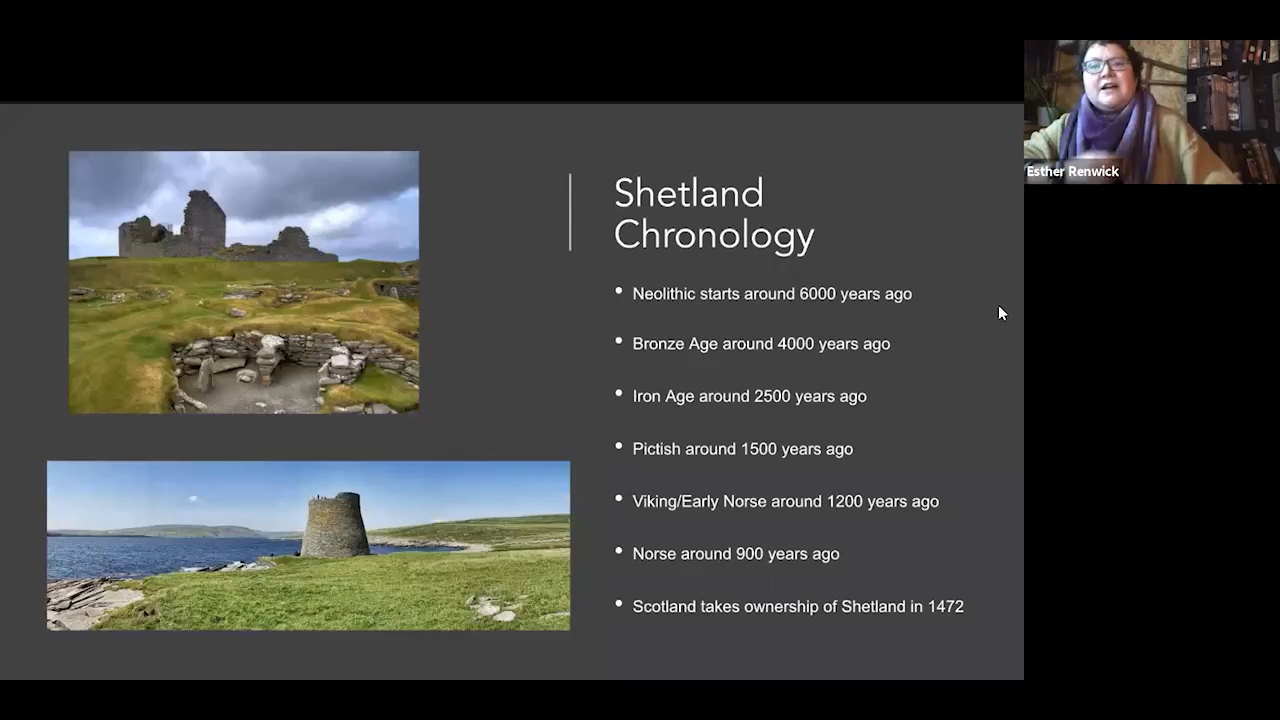 Esther Renwick
Shetland
Chronology
• Neolithic starts around 6000 years ago
• Bronze Age around 4000 years ago
• Iron Age around 2500 years ago
• Pictish around 1500 years ago
• Viking/Early Norse around 1200 years ago
• Norse around 900 years ago
• Scotland takes ownership of Shetland in 1472